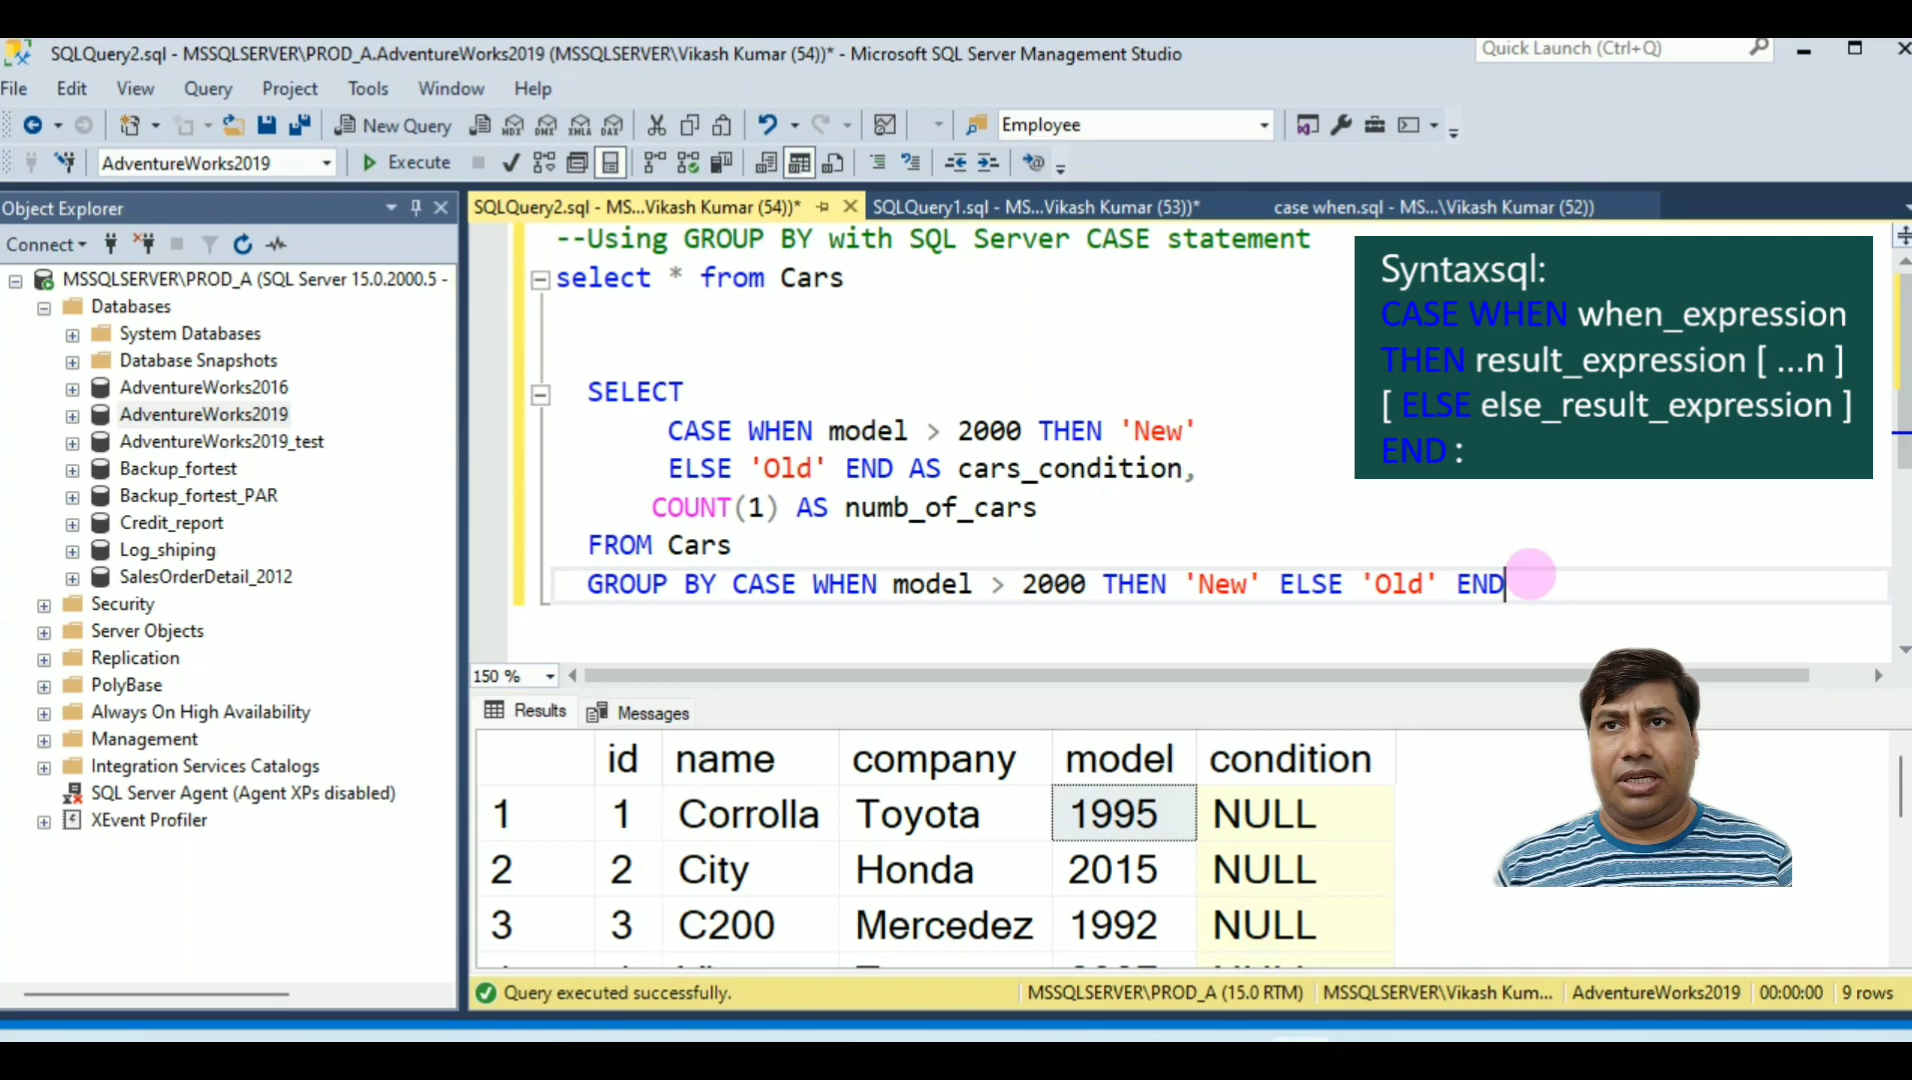 SQLQuery2.sql - MSSQLSERVER\PROD_A.AdventureWorks2019 (MSSQLSERVER\Vikash Kumar (54))* - Microsoft SQL Server Management Studio
Quick Launch (Ctrl+Q)
File Edit View Query Project Tools Window Help
New Query
MDX DMX XMLA DAX
Employee
AdventureWorks2019
Execute
Object Explorer
Connect
MSSQLSERVER\PROD_A (SQL Server 15.0.2000.5 -
Databases
System Databases
Database Snapshots
AdventureWorks2016
AdventureWorks2019
AdventureWorks2019_test
Backup_fortest
Backup_fortest_PAR
Credit_report
Log_shiping
SalesOrderDetail_2012
Security
Server Objects
Replication
PolyBase
Always On High Availability
Management
Integration Services Catalogs
SQL Server Agent (Agent XPs disabled)
XEvent Profiler
SQLQuery2.sql - MS...Vikash Kumar (54))*
SQLQuery1.sql - MS...Vikash Kumar (53))*
case when.sql - MS...\Vikash Kumar (52))
--Using GROUP BY with SQL Server CASE statement
select * from Cars
SELECT
CASE WHEN model > 2000 THEN 'New'
ELSE 'Old' END AS cars_condition,
COUNT(1) AS numb_of_cars
FROM Cars
GROUP BY CASE WHEN model > 2000 THEN 'New' ELSE 'Old' END
Syntaxsql:
CASE WHEN when_expression
THEN result_expression [ ...n ]
[ ELSE else_result_expression ]
END :
150 %
Results
Messages
id name company model condition
1 1 Corrolla Toyota 1995 NULL
2 2 City Honda 2015 NULL
3 3 C200 Mercedez 1992 NULL
Query executed successfully.
MSSQLSERVER\PROD_A (15.0 RTM)
MSSQLSERVER\Vikash Kum...
AdventureWorks2019
00:00:00
9 rows